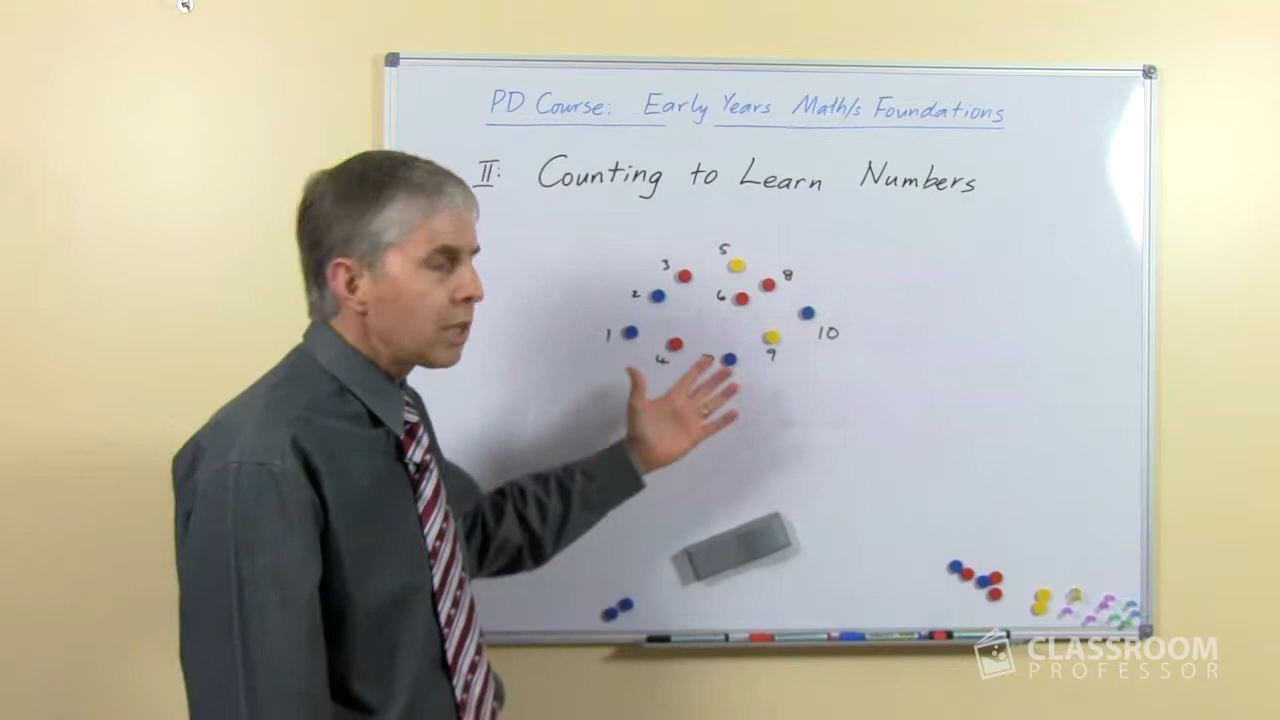 PD Course: Early Years Math/s Foundations
II: Counting to Learn Numbers
5
3 8
2 6
1 10
4 7 9
CLASSROOM
PROFESSOR